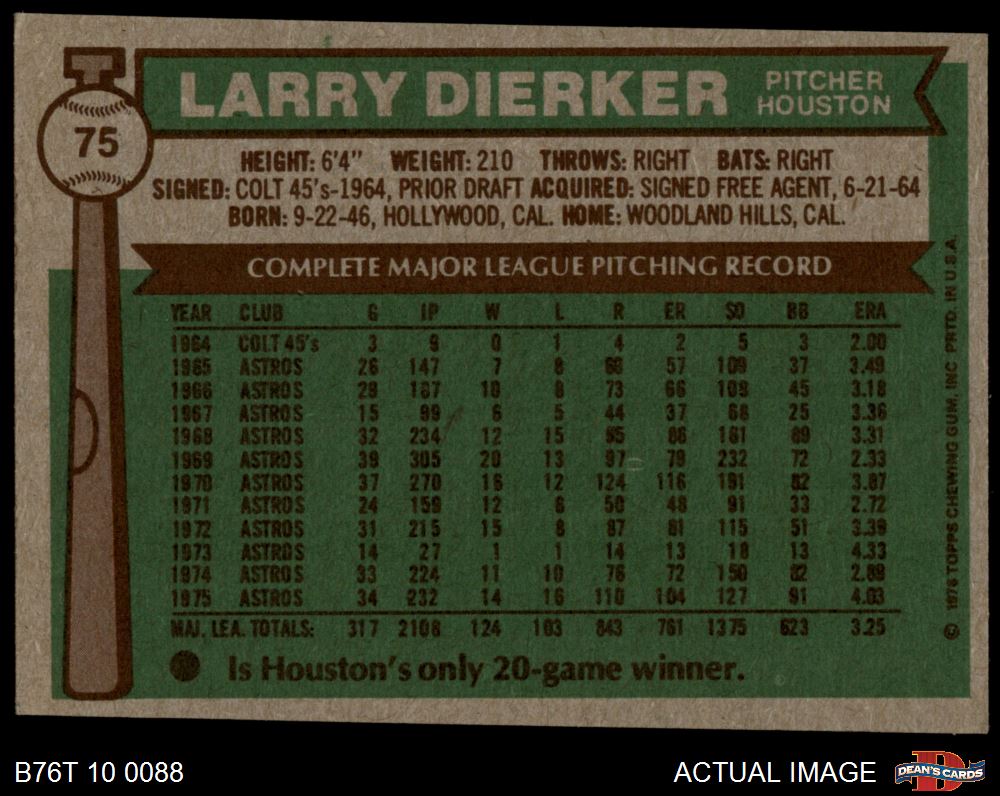 75
LARRY DIERKER PITCHER
HOUSTON
HEIGHT: 6'4" WEIGHT: 210 THROWS: RIGHT BATS: RIGHT
SIGNED: COLT 45's-1964, PRIOR DRAFT ACQUIRED: SIGNED FREE AGENT, 6-21-64
BORN: 9-22-46, HOLLYWOOD, CAL. HOME: WOODLAND HILLS, CAL.
COMPLETE MAJOR LEAGUE PITCHING RECORD
YEAR CLUB G IP W L R ER SO BB ERA
1964 COLT 45's 3 9 0 1 4 2 5 3 2.00
1965 ASTROS 26 147 7 8 69 57 109 37 3.49
1966 ASTROS 29 187 10 8 73 66 108 45 3.18
1967 ASTROS 15 99 6 5 44 37 68 25 3.36
1968 ASTROS 32 234 12 15 95 86 161 89 3.31
1969 ASTROS 39 305 20 13 97 79 232 72 2.33
1970 ASTROS 37 270 16 12 124 116 191 82 3.87
1971 ASTROS 24 159 12 6 50 48 91 33 2.72
1972 ASTROS 31 215 15 8 87 81 115 51 3.39
1973 ASTROS 14 27 1 1 14 13 18 13 4.33
1974 ASTROS 33 224 11 10 76 72 150 82 2.89
1975 ASTROS 34 232 14 16 110 104 127 91 4.03
MAJ. LEA. TOTALS: 317 2108 124 103 843 761 1375 623 3.25
Is Houston's only 20-game winner.
© 1976 TOPPS CHEWING GUM, INC PRTD. IN U.S.A.
B76T 10 0088
ACTUAL IMAGE
D
DEAN'S CARDS